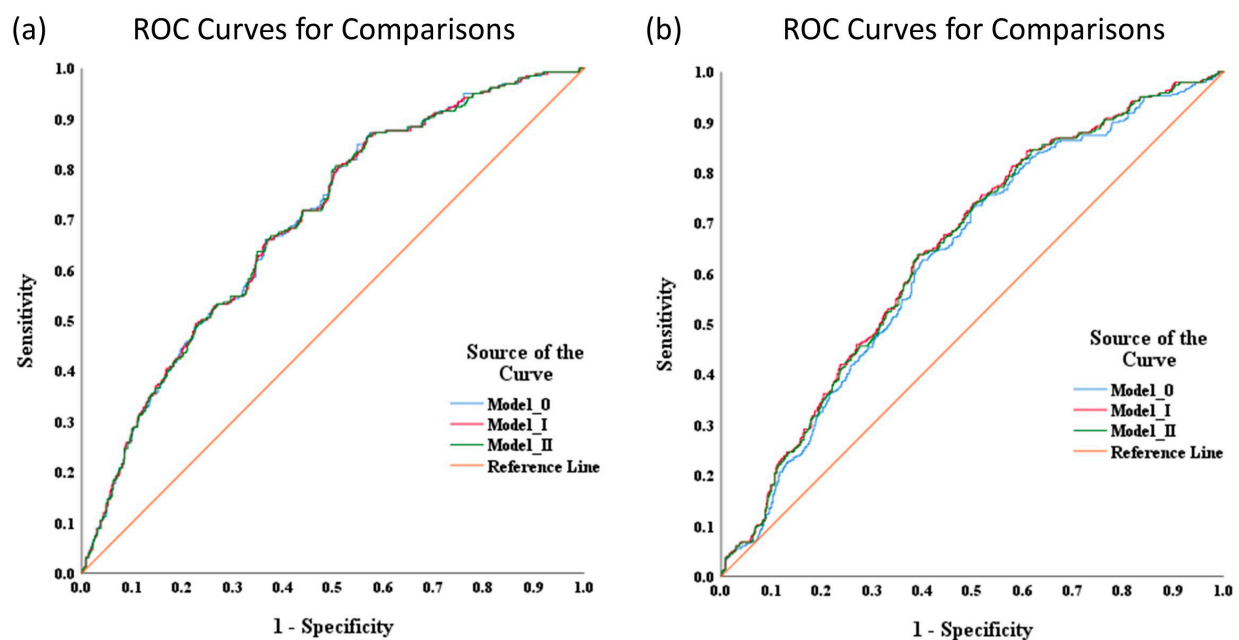 (a) ROC Curves for Comparisons
1.0
0.9
0.8
0.7
0.6
0.5
0.4
0.3
0.2
0.1
0.0
Sensitivity
0.0 0.1 0.2 0.3 0.4 0.5 0.6 0.7 0.8 0.9 1.0
1 - Specificity
Source of the
Curve
Model_0
Model_I
Model_II
Reference Line
(b) ROC Curves for Comparisons
1.0
0.9
0.8
0.7
0.6
0.5
0.4
0.3
0.2
0.1
0.0
Sensitivity
0.0 0.1 0.2 0.3 0.4 0.5 0.6 0.7 0.8 0.9 1.0
1 - Specificity
Source of the
Curve
Model_0
Model_I
Model_II
Reference Line